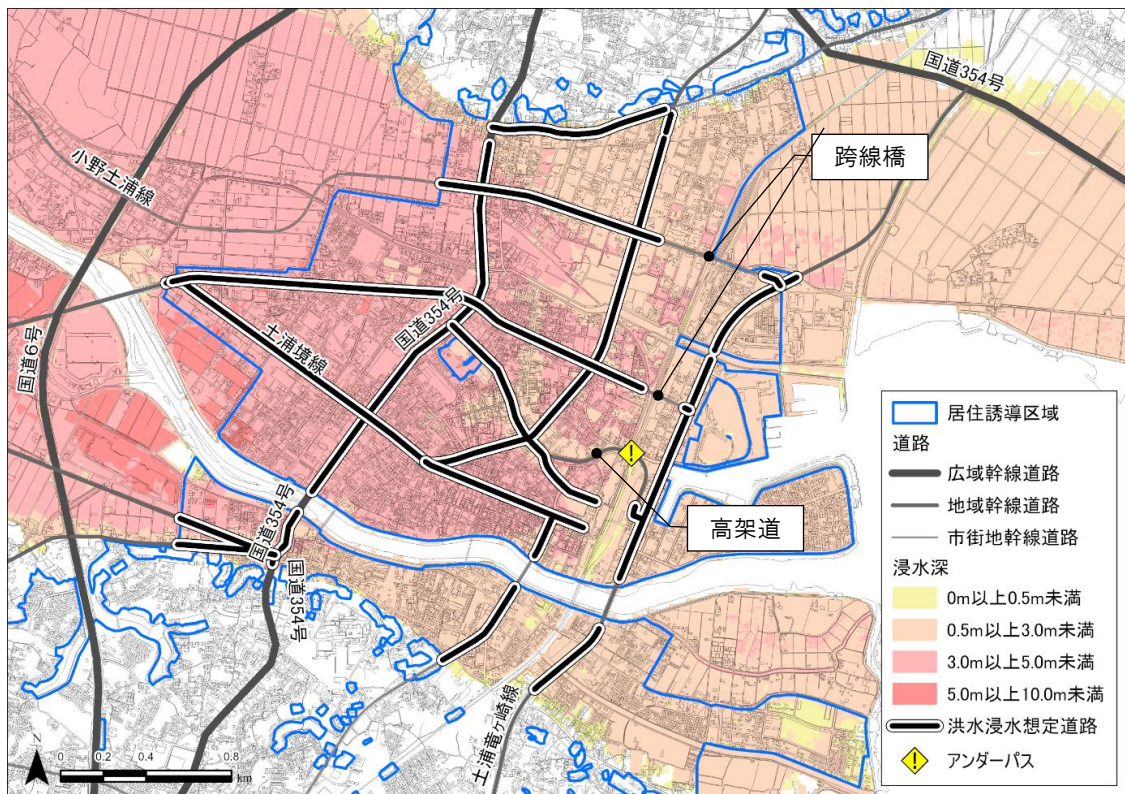 国道354号
跨線橋
小野土浦線
国道354号
土浦境線
国道6号
高架道
国道354号
国道354号
土浦竜ヶ崎線
N
0 0.2 0.4 0.8
km
居住誘導区域
道路
広域幹線道路
地域幹線道路
市街地幹線道路
浸水深
0m以上0.5m未満
0.5m以上3.0m未満
3.0m以上5.0m未満
5.0m以上10.0m未満
洪水浸水想定道路
!
アンダーパス